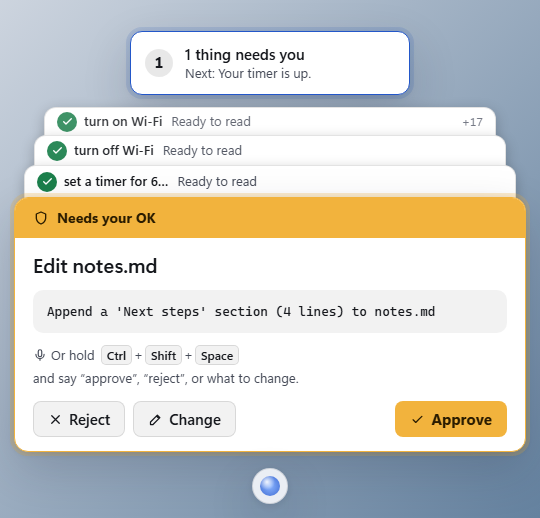 1
1 thing needs you
Next: Your timer is up.
turn on Wi-Fi Ready to read +17
turn off Wi-Fi Ready to read
set a timer for 6... Ready to read
Needs your OK
Edit notes.md
Append a 'Next steps' section (4 lines) to notes.md
Or hold Ctrl + Shift + Space
and say “approve”, “reject”, or what to change.
Reject Change Approve